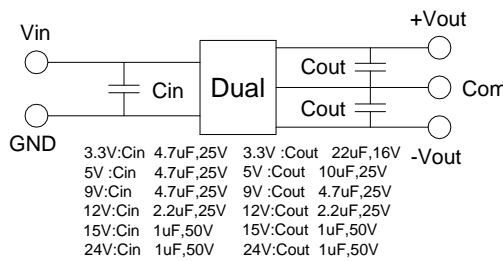 +Vout
Vin
Cout
Cin
Dual
Com
Cout
GND
-Vout
3.3V:Cin 4.7uF,25V 3.3V :Cout 22uF,16V
5V :Cin 4.7uF,25V 5V :Cout 10uF,25V
9V:Cin 4.7uF,25V 9V :Cout 4.7uF,25V
12V:Cin 2.2uF,25V 12V:Cout 2.2uF,25V
15V:Cin 1uF,50V 15V:Cout 1uF,50V
24V:Cin 1uF,50V 24V:Cout 1uF,50V